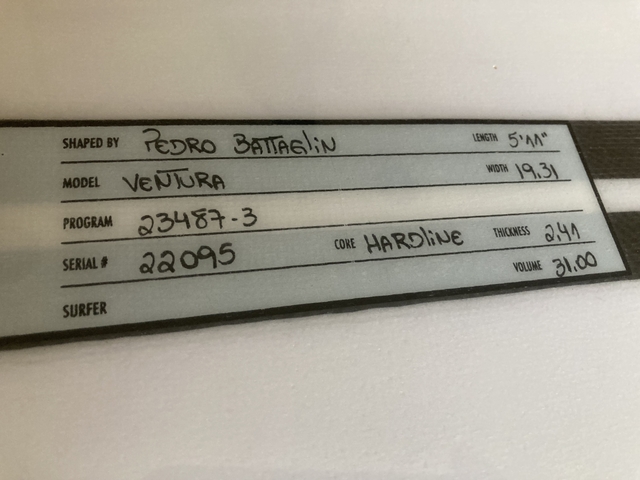 SHAPED BY PEDRO BATTAGLIN LENGTH 5'11"
MODEL VENTURA WIDTH 19.31
PROGRAM 23487-3
SERIAL # 22095 CORE HARDLINE THICKNESS 2.41
SURFER VOLUME 31.00